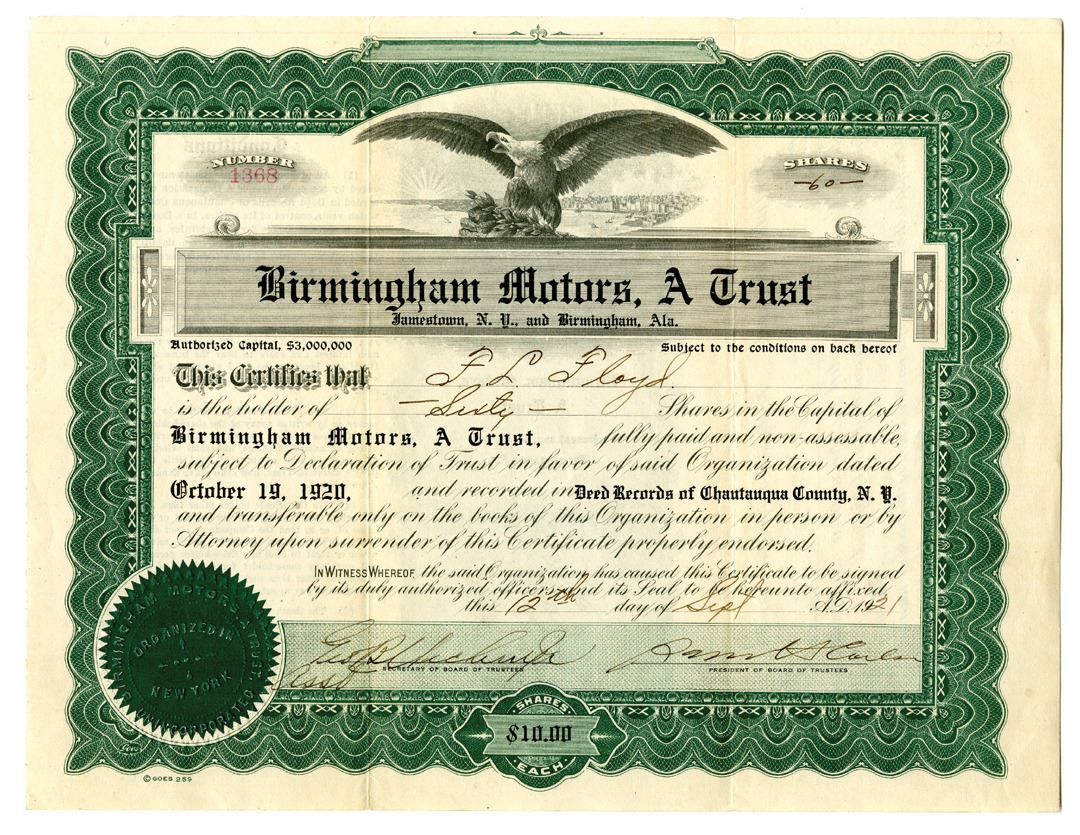 NUMBER
1368
SHARES
-60-
Birmingham Motors, A Trust
Jamestown, N. Y., and Birmingham, Ala.
Authorized Capital, $3,000,000
Subject to the conditions on back hereof
This Certifies that F L Floyd.
is the holder of - Sixty - Shares in the Capital of
Birmingham Motors, A Trust, fully paid and non-assessable,
subject to Declaration of Trust in favor of said Organization dated
October 19, 1920, and recorded in Deed Records of Chautauqua County, N. Y.
and transferable only on the books of this Organization in person or by
Attorney upon surrender of this Certificate properly endorsed.
IN WITNESS WHEREOF, the said Organization has caused this Certificate to be signed
by its duly authorized officers and its Seal to be hereunto affixed
this 12th day of Sept A.D. 1921
SECRETARY OF BOARD OF TRUSTEES
PRESIDENT OF BOARD OF TRUSTEES
Asst
BIRMINGHAM MOTORS, A TRUST
ORGANIZED IN
NEW YORK
SHARES
$10.00
EACH
Goes
© GOES 259